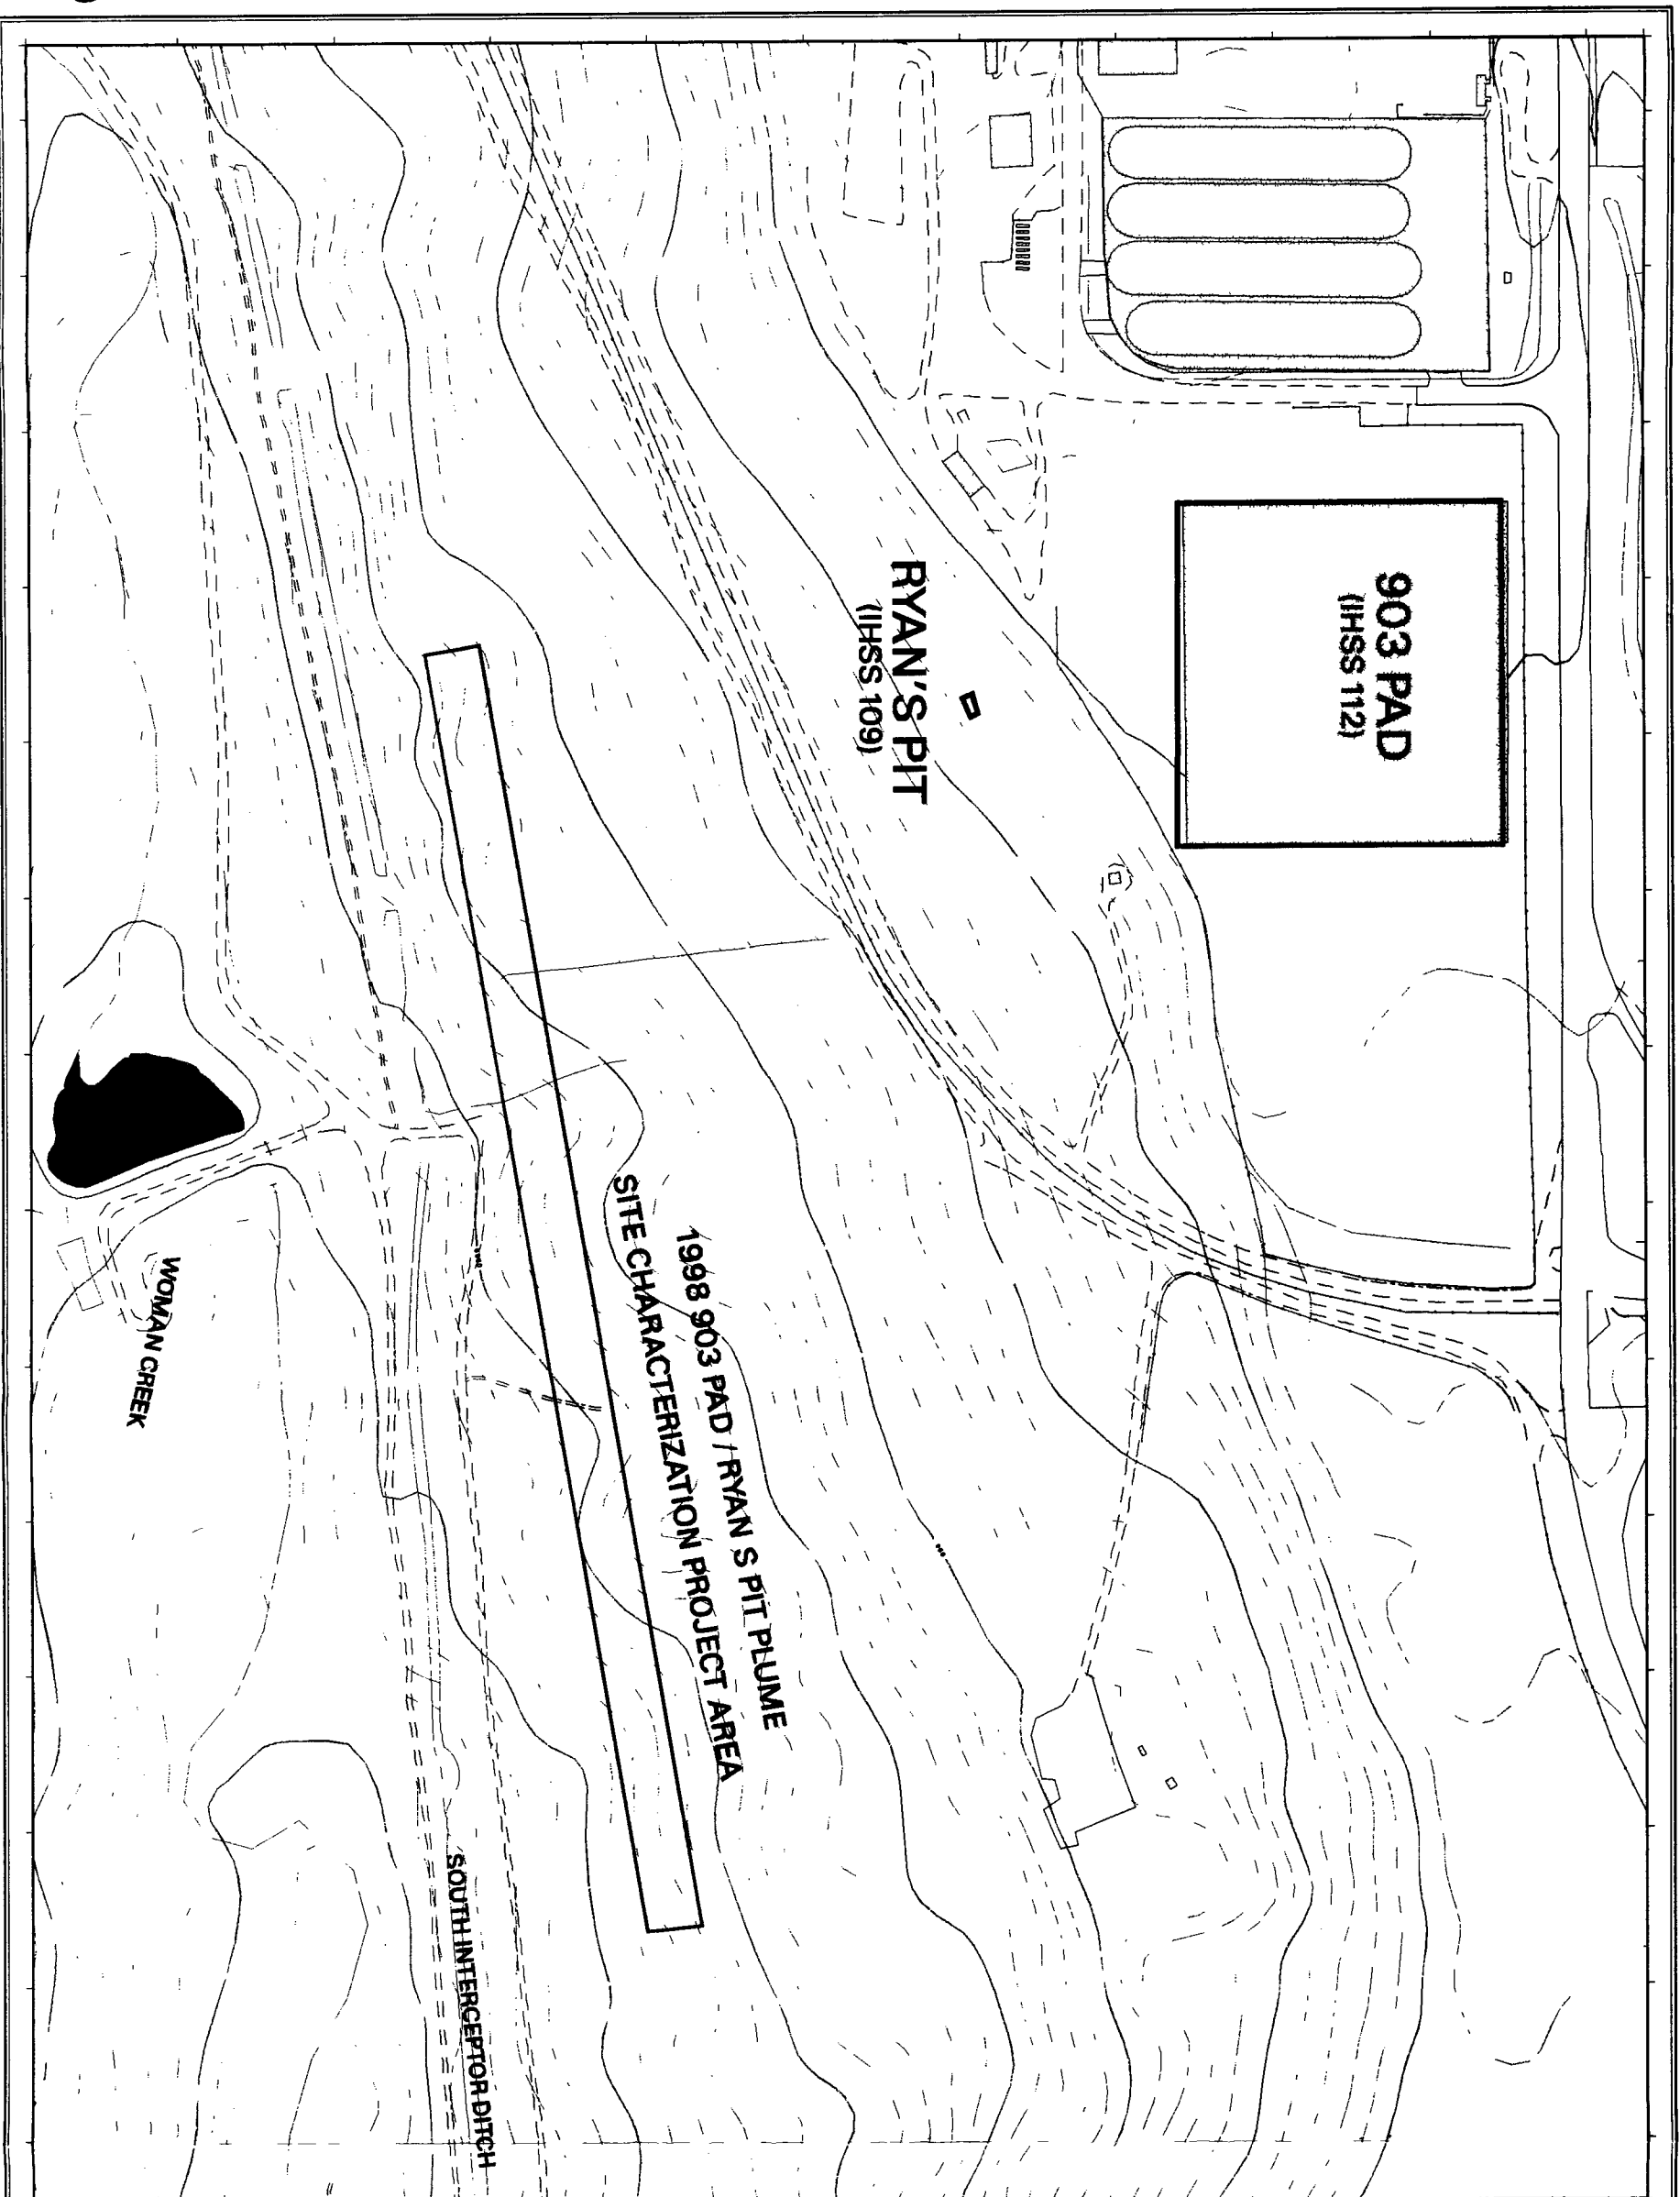 903 PAD
(IHSS 112)
RYAN'S PIT
(IHSS 109)
1998 903 PAD / RYAN S PIT PLUME
SITE CHARACTERIZATION PROJECT AREA
SOUTH INTERCEPTOR DITCH
WOMAN CREEK